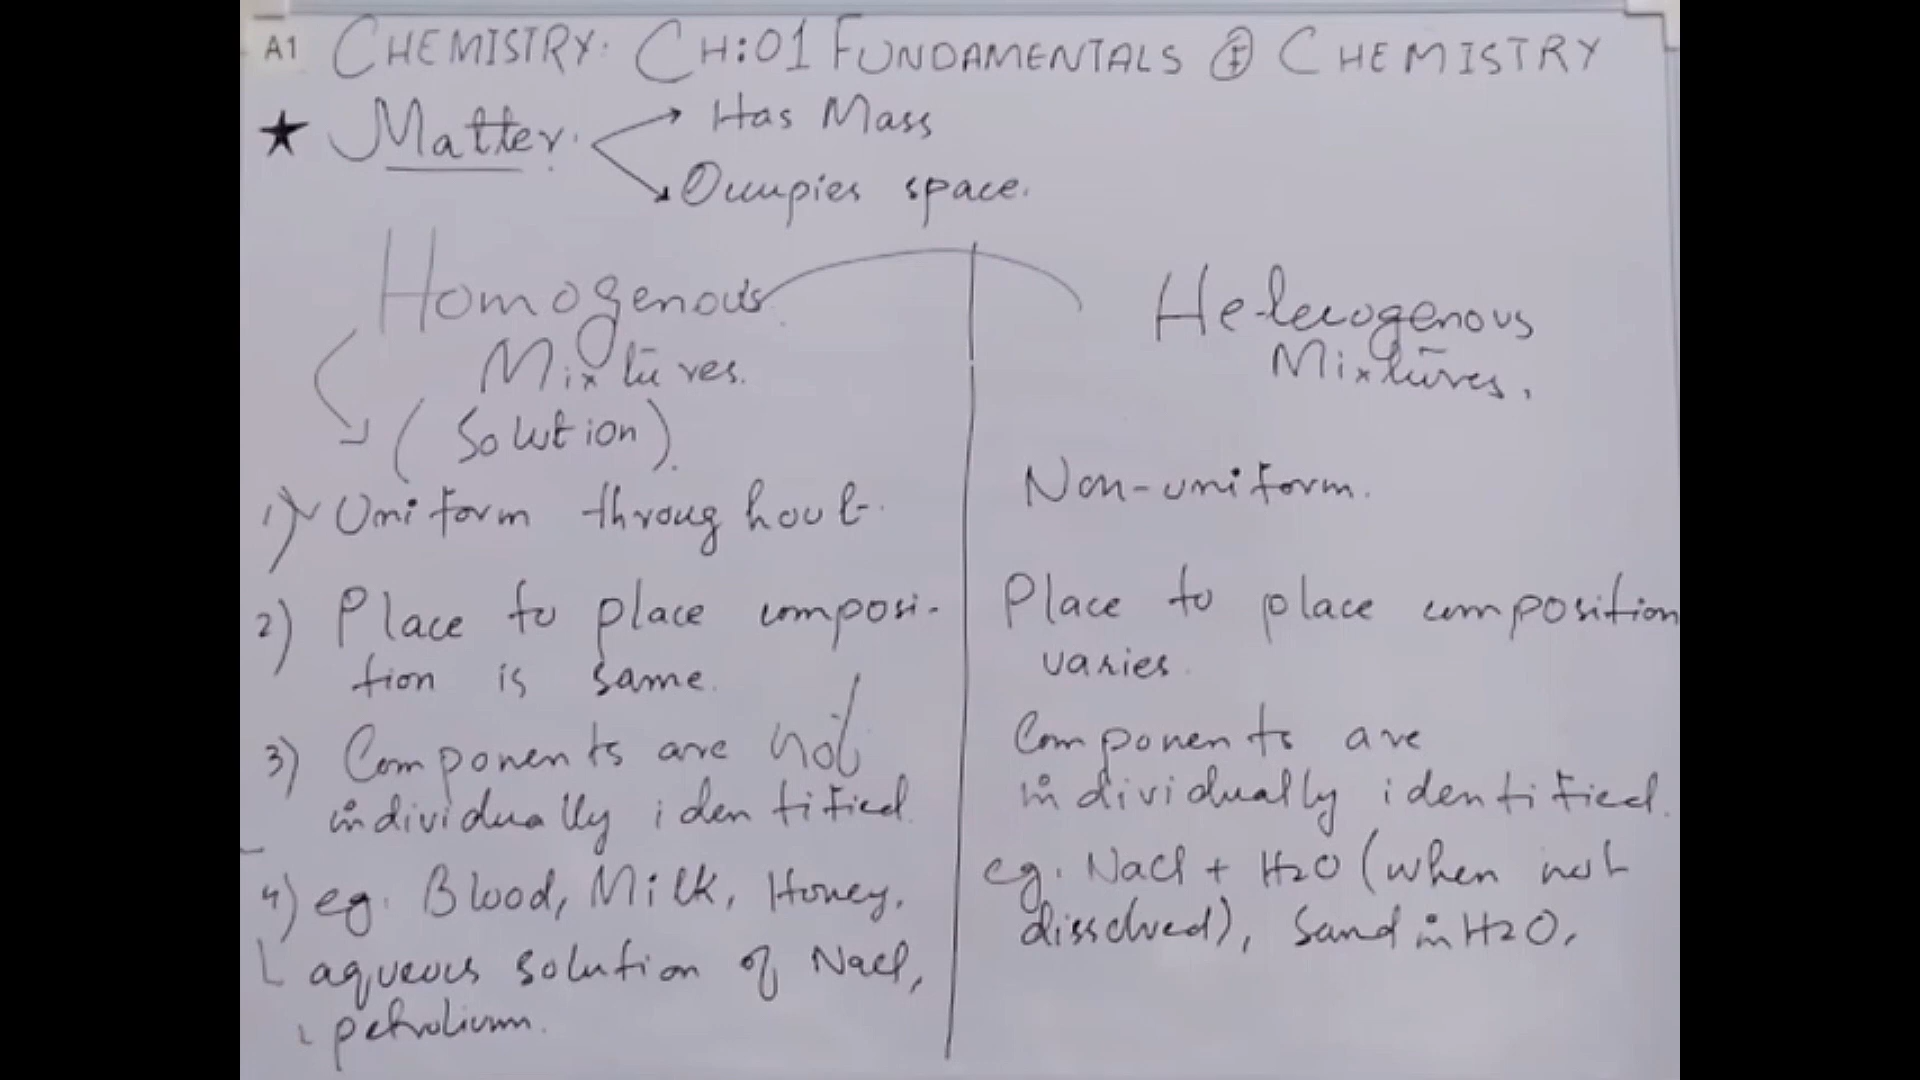 A1 CHEMISTRY: CH:01 FUNDAMENTALS OF CHEMISTRY
★ Matter:
Has Mass
Occupies space.
Homogenous
Mixtures.
(Solution).
1) Uniform throughout.
2) Place to place composi-
tion is same.
3) Components are not
individually identified.
4) eg. Blood, Milk, Honey,
aqueous solution of NaCl,
petrolium.
Heterogenous
Mixtures.
Non-uniform.
Place to place composition
varies.
Components are
individually identified.
eg. NaCl + H2O (when not
dissolved), Sand in H2O,